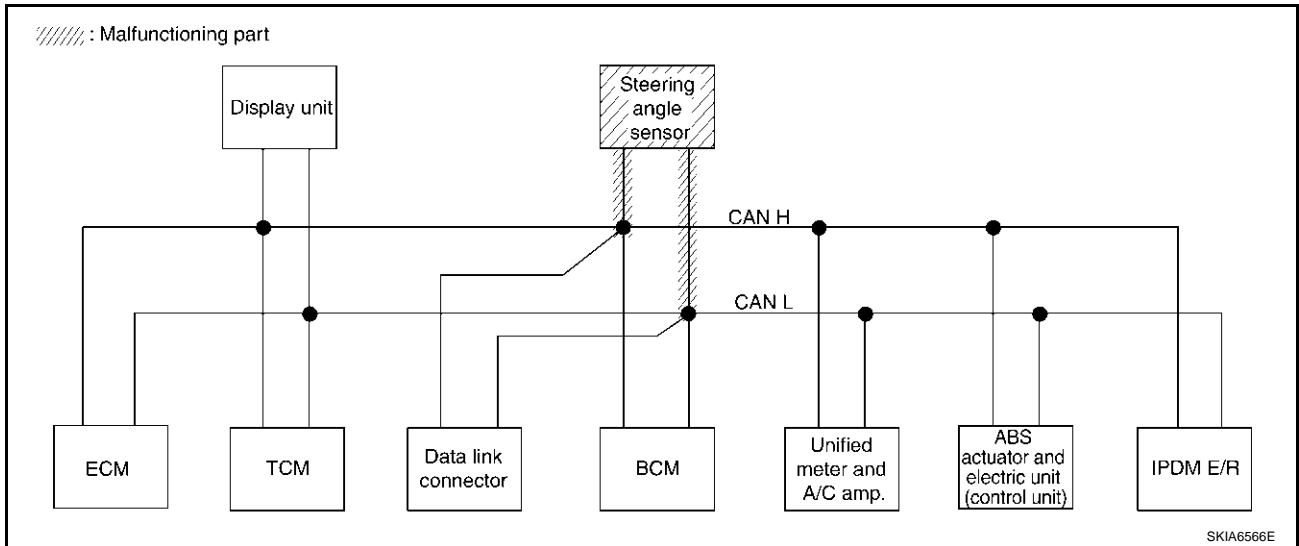 : Malfunctioning part
Display unit
Steering
angle
sensor
CAN H
CAN L
ECM
TCM
Data link
connector
BCM
Unified
meter and
A/C amp.
ABS
actuator and
electric unit
(control unit)
IPDM E/R
SKIA6566E